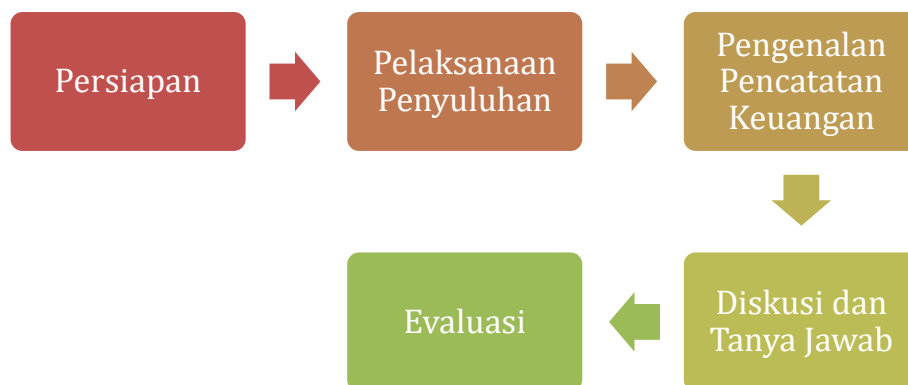 Persiapan
Pelaksanaan
Penyuluhan
Pengenalan
Pencatatan
Keuangan
Diskusi dan
Tanya Jawab
Evaluasi